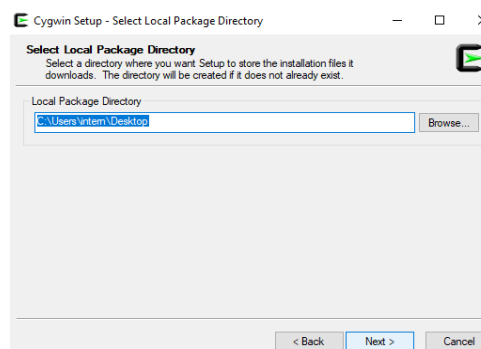 Cygwin Setup - Select Local Package Directory
Select Local Package Directory
Select a directory where you want Setup to store the installation files it
downloads. The directory will be created if it does not already exist.
Local Package Directory
C:\Users\intern\Desktop
Browse...
< Back
Next >
Cancel